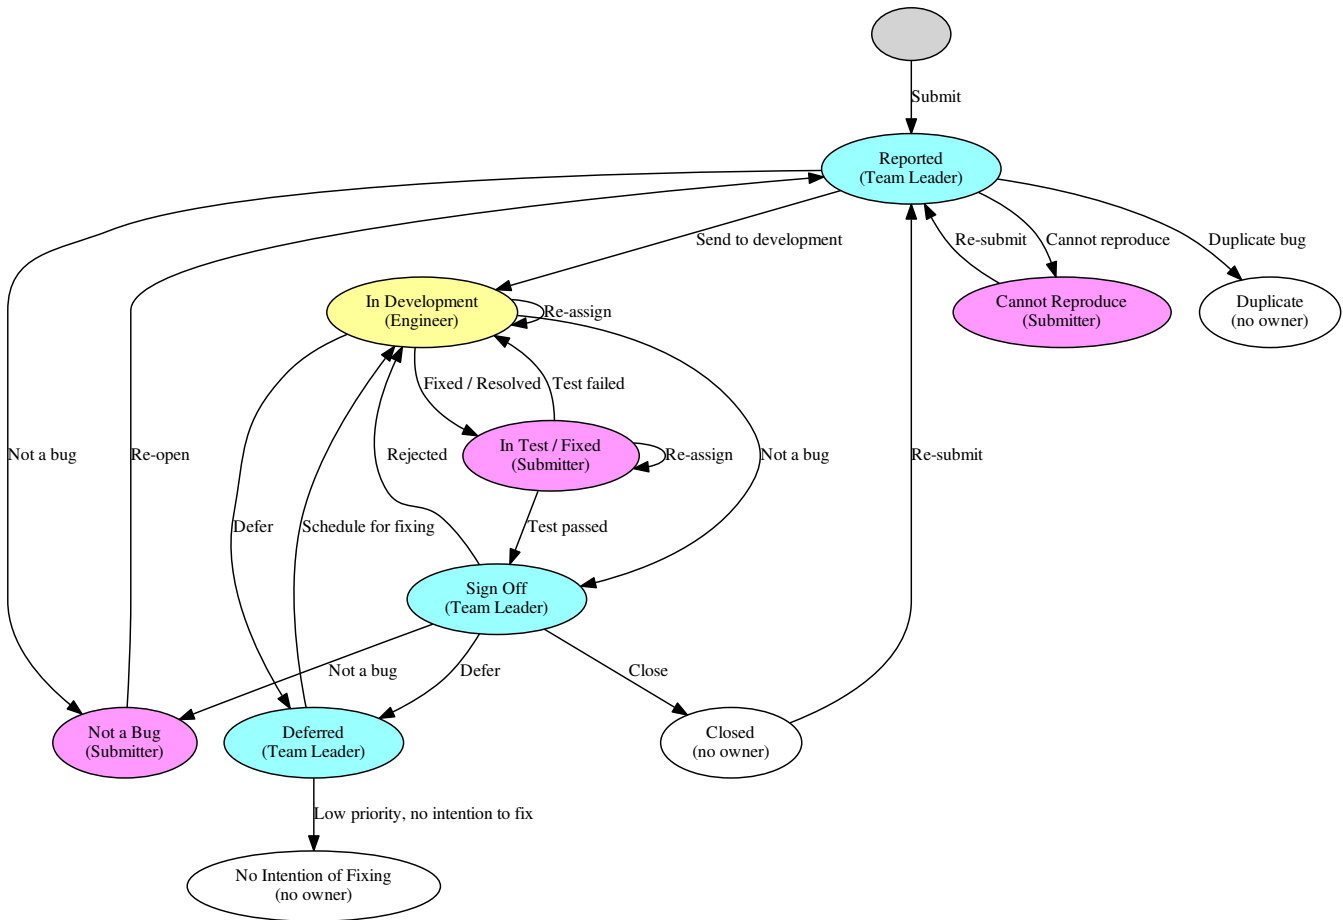 Submit
Reported
(Team Leader)
Send to development
Re-submit
Cannot reproduce
Duplicate bug
In Development
(Engineer)
Re-assign
Cannot Reproduce
(Submitter)
Duplicate
(no owner)
Fixed / Resolved
Test failed
Not a bug
Re-open
Rejected
In Test / Fixed
(Submitter)
Re-assign
Not a bug
Re-submit
Defer
Schedule for fixing
Test passed
Sign Off
(Team Leader)
Not a bug
Defer
Close
Not a Bug
(Submitter)
Deferred
(Team Leader)
Closed
(no owner)
Low priority, no intention to fix
No Intention of Fixing
(no owner)